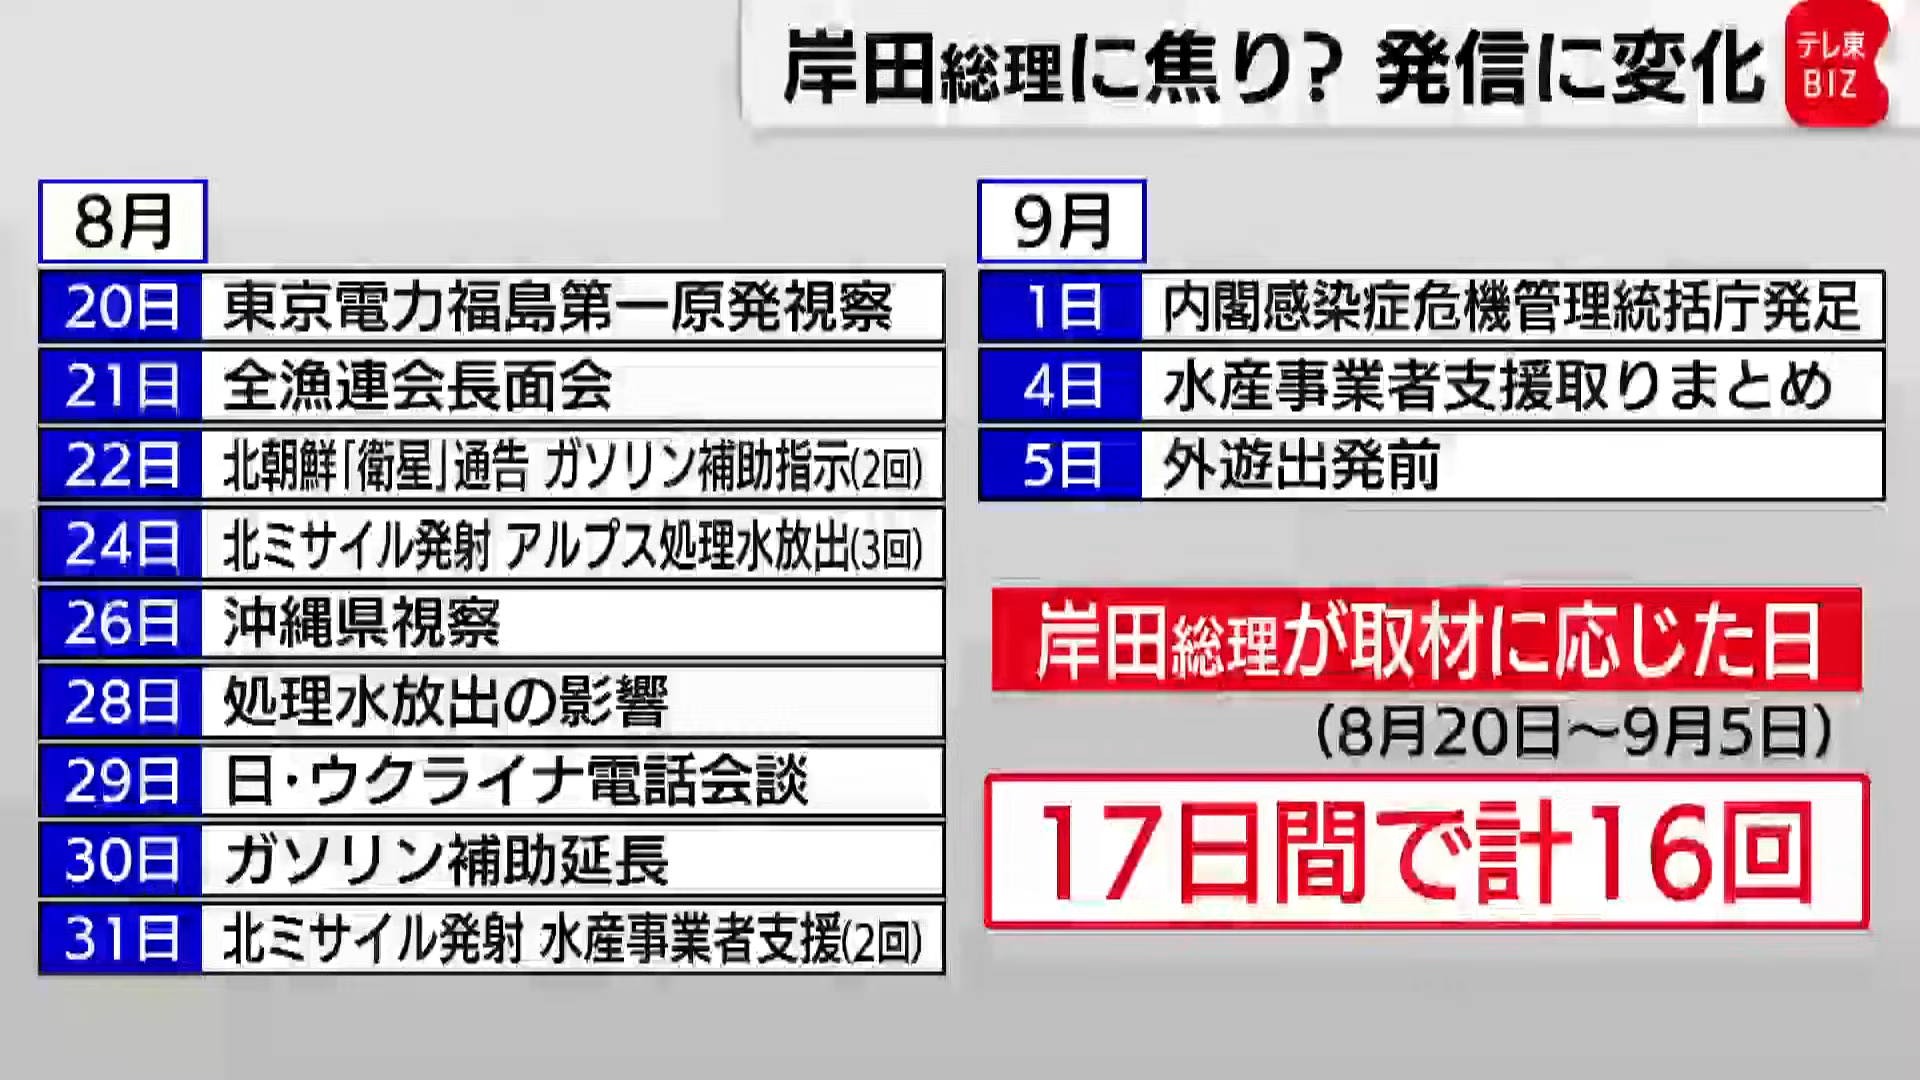 岸田総理に焦り? 発信に変化
テレ東
BIZ
8月
20日 東京電力福島第一原発視察
21日 全漁連会長面会
22日 北朝鮮「衛星」通告 ガソリン補助指示(2回)
24日 北ミサイル発射 アルプス処理水放出(3回)
26日 沖縄県視察
28日 処理水放出の影響
29日 日・ウクライナ電話会談
30日 ガソリン補助延長
31日 北ミサイル発射 水産事業者支援(2回)
9月
1日 内閣感染症危機管理統括庁発足
4日 水産事業者支援取りまとめ
5日 外遊出発前
岸田総理が取材に応じた日
(8月20日〜9月5日)
17日間で計16回